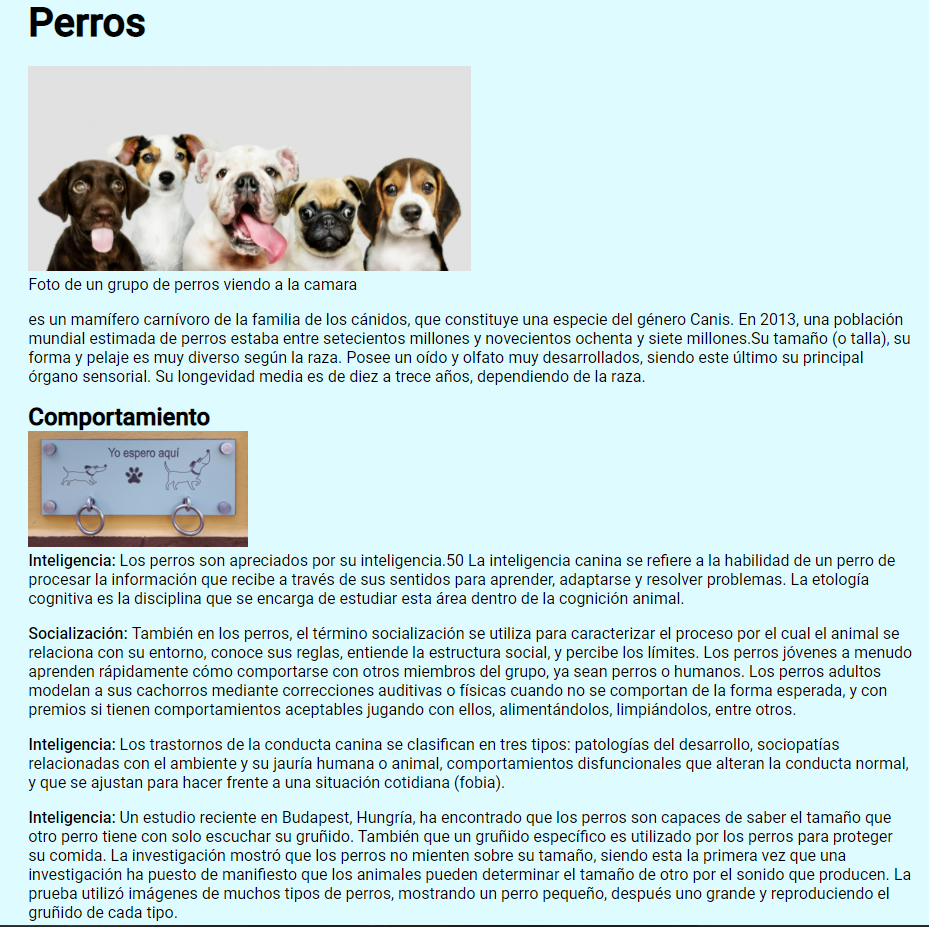 Perros
Foto de un grupo de perros viendo a la camara
es un mamífero carnívoro de la familia de los cánidos, que constituye una especie del género Canis. En 2013, una población
mundial estimada de perros estaba entre setecientos millones y novecientos ochenta y siete millones.Su tamaño (o talla), su
forma y pelaje es muy diverso según la raza. Posee un oído y olfato muy desarrollados, siendo este último su principal
órgano sensorial. Su longevidad media es de diez a trece años, dependiendo de la raza.
Comportamiento
Yo espero aquí
Inteligencia: Los perros son apreciados por su inteligencia.50 La inteligencia canina se refiere a la habilidad de un perro de
procesar la información que recibe a través de sus sentidos para aprender, adaptarse y resolver problemas. La etología
cognitiva es la disciplina que se encarga de estudiar esta área dentro de la cognición animal.
Socialización: También en los perros, el término socialización se utiliza para caracterizar el proceso por el cual el animal se
relaciona con su entorno, conoce sus reglas, entiende la estructura social, y percibe los límites. Los perros jóvenes a menudo
aprenden rápidamente cómo comportarse con otros miembros del grupo, ya sean perros o humanos. Los perros adultos
modelan a sus cachorros mediante correcciones auditivas o físicas cuando no se comportan de la forma esperada, y con
premios si tienen comportamientos aceptables jugando con ellos, alimentándolos, limpiándolos, entre otros.
Inteligencia: Los trastornos de la conducta canina se clasifican en tres tipos: patologías del desarrollo, sociopatías
relacionadas con el ambiente y su jauría humana o animal, comportamientos disfuncionales que alteran la conducta normal,
y que se ajustan para hacer frente a una situación cotidiana (fobia).
Inteligencia: Un estudio reciente en Budapest, Hungría, ha encontrado que los perros son capaces de saber el tamaño que
otro perro tiene con solo escuchar su gruñido. También que un gruñido específico es utilizado por los perros para proteger
su comida. La investigación mostró que los perros no mienten sobre su tamaño, siendo esta la primera vez que una
investigación ha puesto de manifiesto que los animales pueden determinar el tamaño de otro por el sonido que producen. La
prueba utilizó imágenes de muchos tipos de perros, mostrando un perro pequeño, después uno grande y reproduciendo el
gruñido de cada tipo.